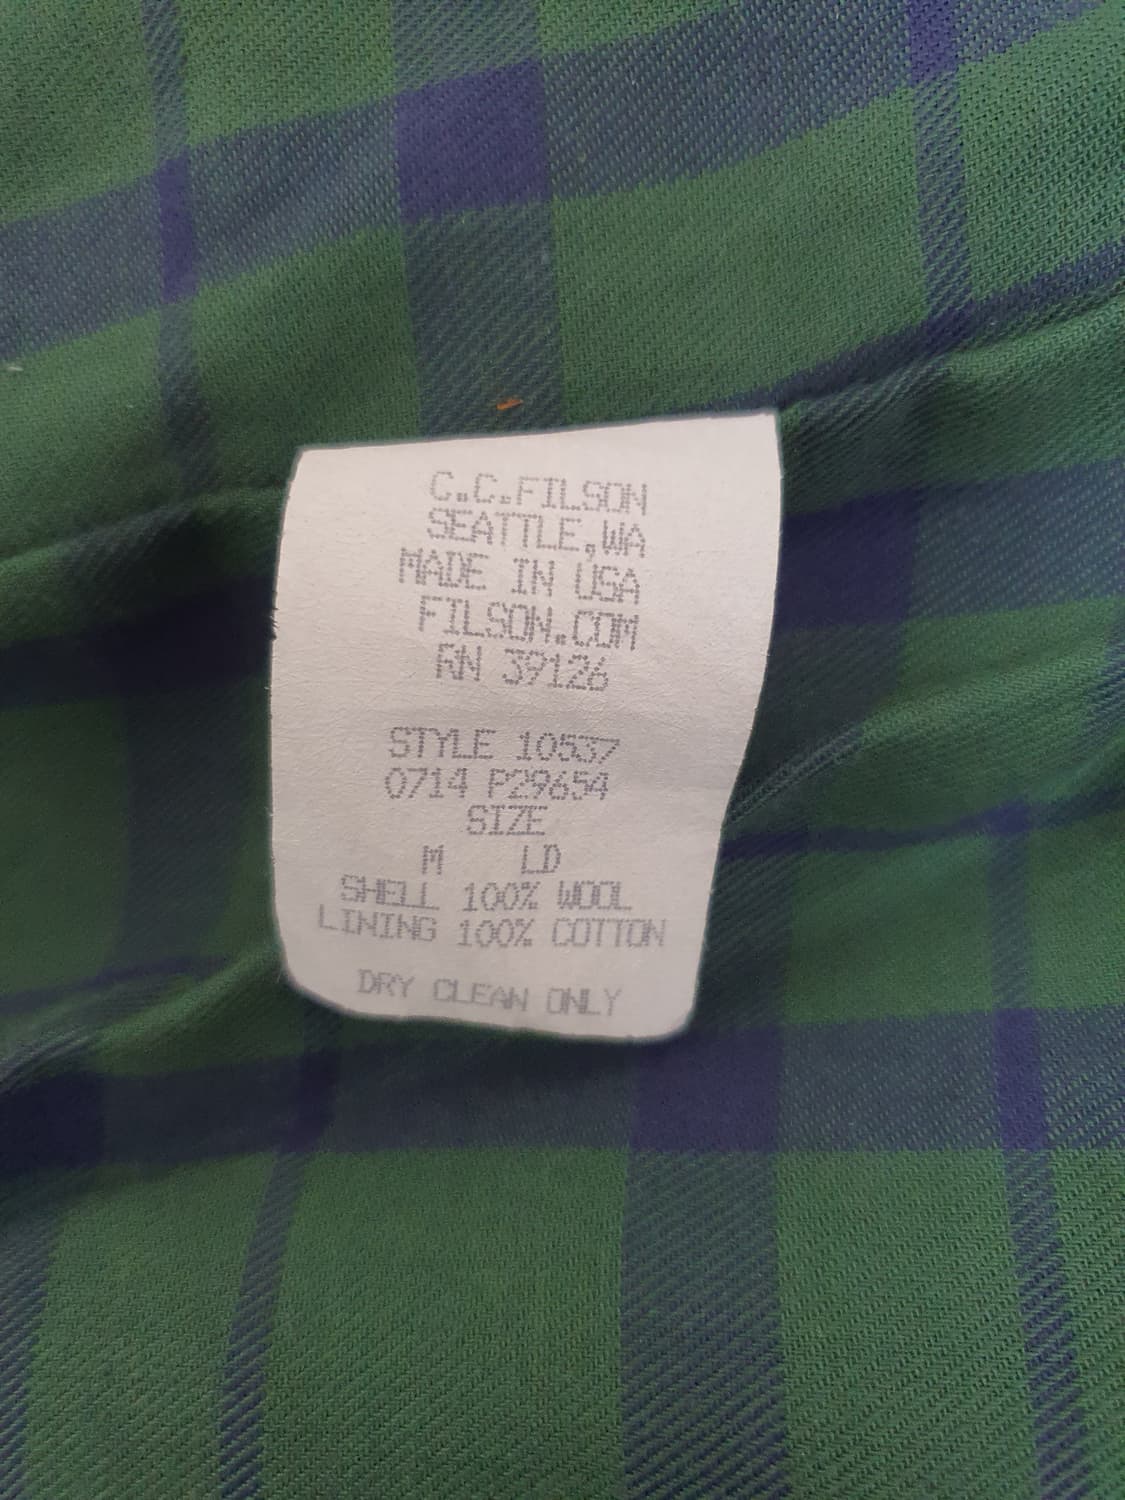 C.C.FILSON
SEATTLE,WA
MADE IN USA
FILSON.COM
RN 39126
STYLE 10537
0714 P29654
SIZE
M LD
SHELL 100% WOOL
LINING 100% COTTON
DRY CLEAN ONLY